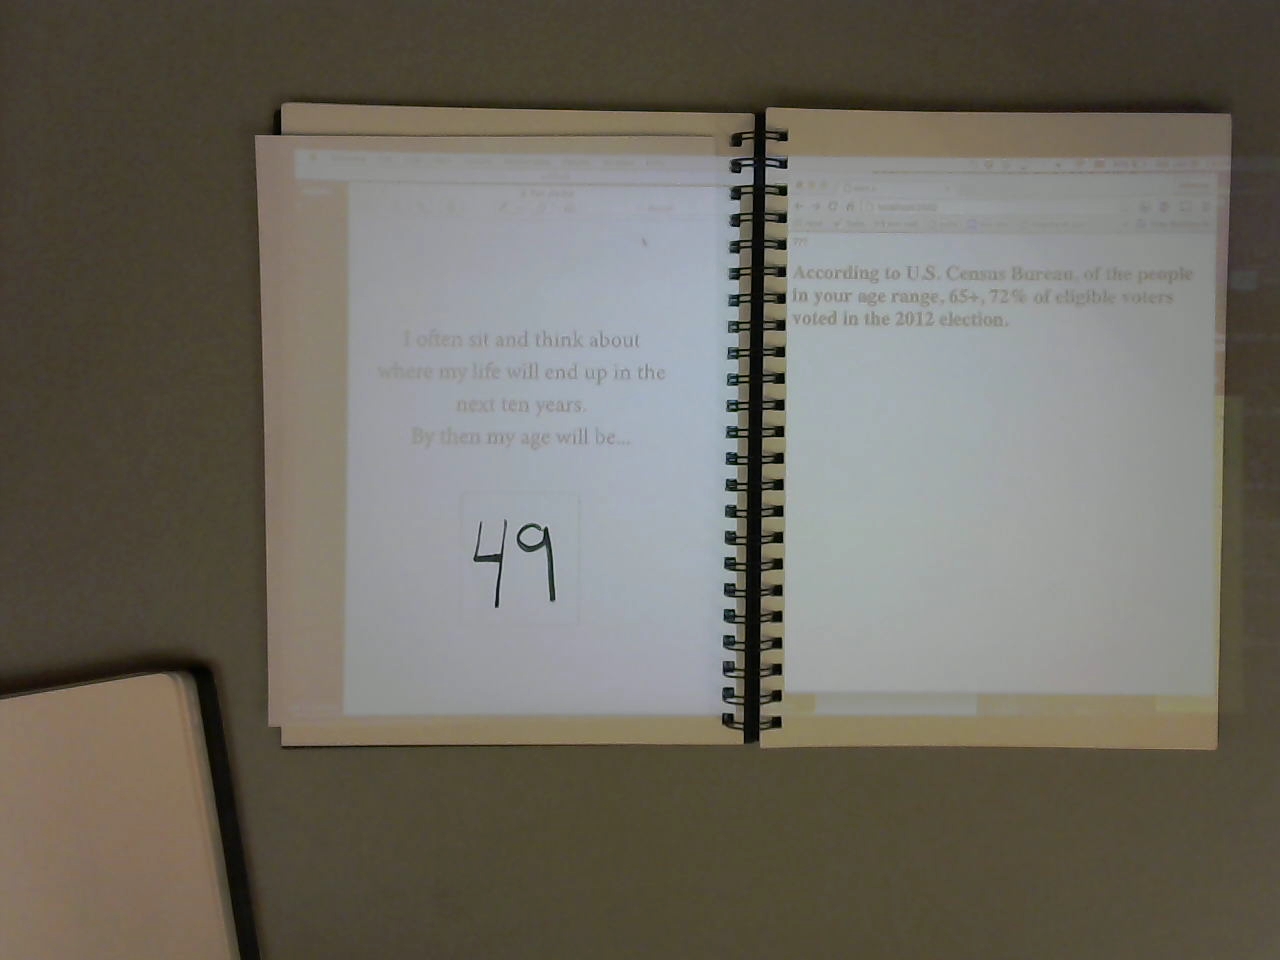 I often sit and think about
where my life will end up in the
next ten years.
By then my age will be...
49
???
According to U.S. Census Bureau, of the people
in your age range, 65+, 72% of eligible voters
voted in the 2012 election.